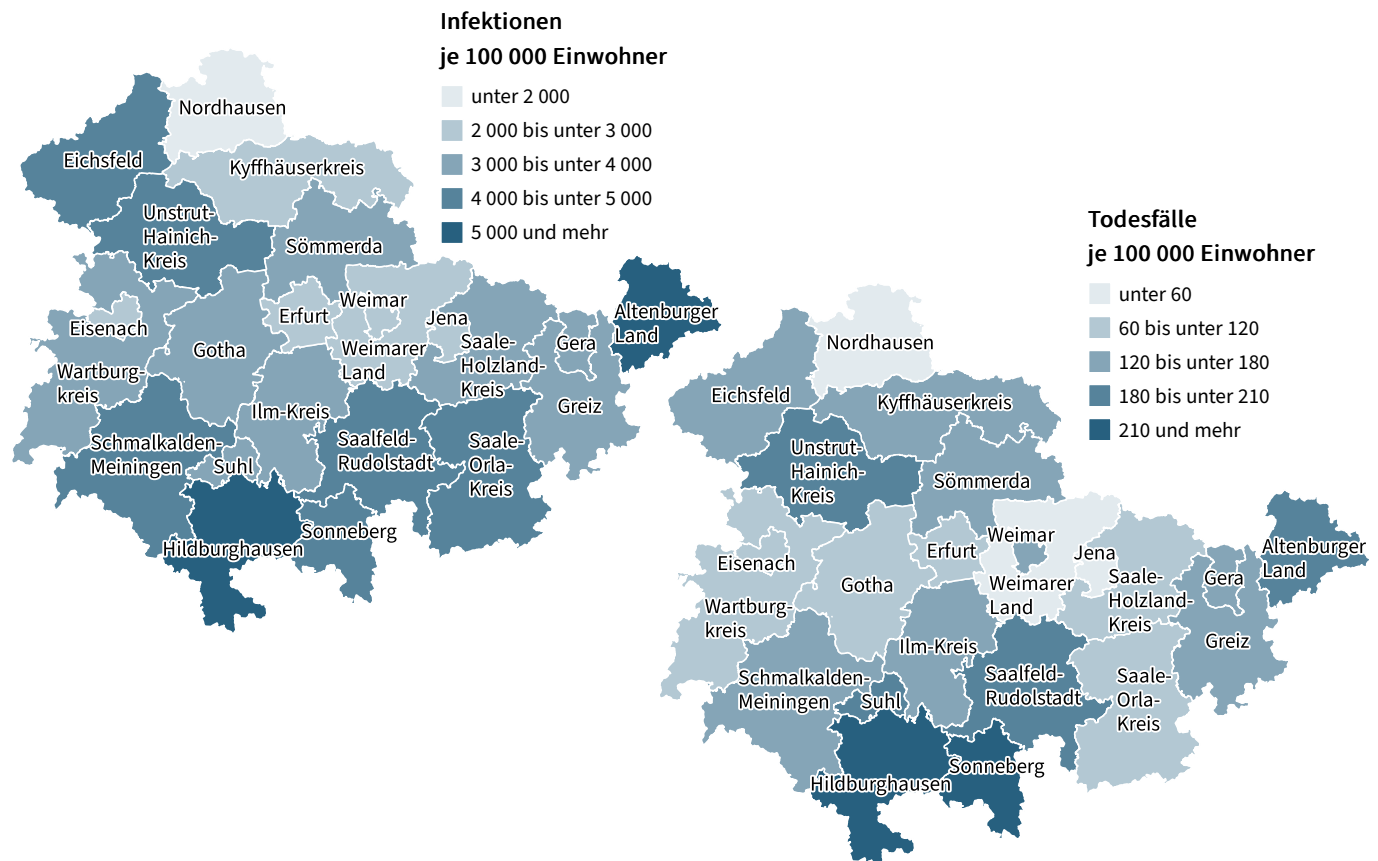 Infektionen
je 100 000 Einwohner
unter 2 000
2 000 bis unter 3 000
3 000 bis unter 4 000
4 000 bis unter 5 000
5 000 und mehr
Nordhausen
Eichsfeld
Kyffhäuserkreis
Unstrut-
Hainich-
Kreis
Sömmerda
Eisenach
Erfurt
Weimar
Jena
Altenburger
Land
Gotha
Weimarer
Land
Saale-
Holzland-
Kreis
Gera
Wartburg-
kreis
Ilm-Kreis
Greiz
Schmalkalden-
Meiningen
Suhl
Saalfeld-
Rudolstadt
Saale-
Orla-
Kreis
Hildburghausen
Sonneberg
Todesfälle
je 100 000 Einwohner
unter 60
60 bis unter 120
120 bis unter 180
180 bis unter 210
210 und mehr
Nordhausen
Eichsfeld
Kyffhäuserkreis
Unstrut-
Hainich-
Kreis
Sömmerda
Eisenach
Erfurt
Weimar
Jena
Altenburger
Land
Gotha
Weimarer
Land
Saale-
Holzland-
Kreis
Gera
Wartburg-
kreis
Ilm-Kreis
Greiz
Schmalkalden-
Meiningen
Suhl
Saalfeld-
Rudolstadt
Saale-
Orla-
Kreis
Hildburghausen
Sonneberg